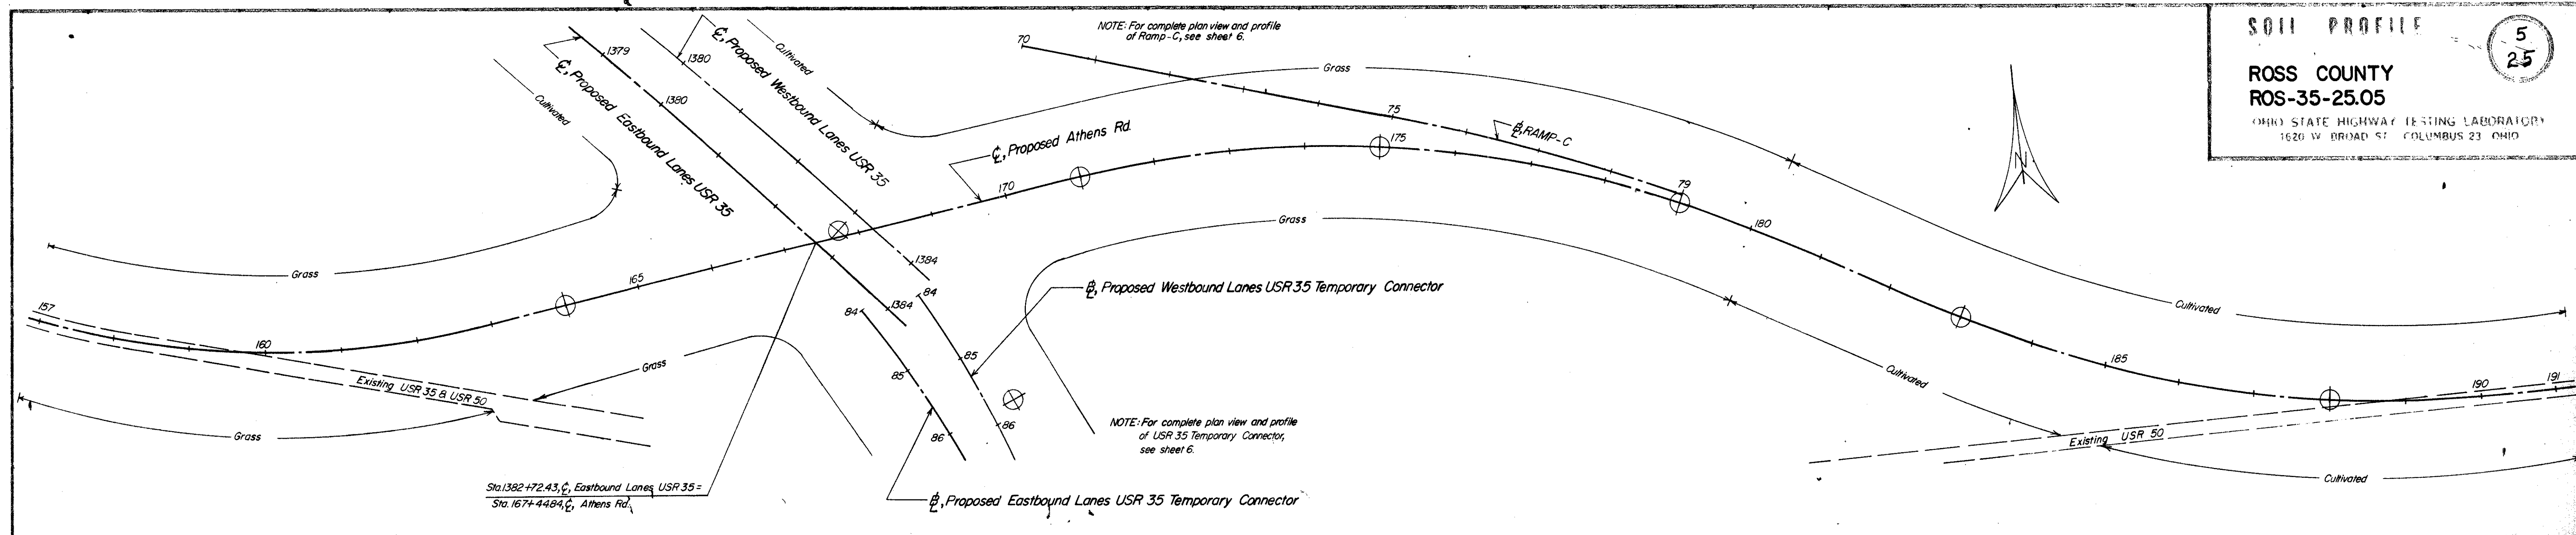 SOIL PROFILE
5
25
ROSS COUNTY
ROS-35-25.05
OHIO STATE HIGHWAY TESTING LABORATORY
1620 W BROAD ST COLUMBUS 23 OHIO
NOTE: For complete plan view and profile
of Ramp-C, see sheet 6.
1379
1380
1380
℄, Proposed Westbound Lanes USR 35
℄, Proposed Eastbound Lanes USR 35
Cultivated
Cultivated
70
75
79
Grass
℄, Proposed Athens Rd.
B̷, RAMP-C
170
175
180
N
Grass
Grass
165
1384
1384
84
84
B̷, Proposed Westbound Lanes USR 35 Temporary Connector
157
160
Existing USR 35 & USR 50
Grass
Grass
85
85
86
86
NOTE: For complete plan view and profile
of USR 35 Temporary Connector,
see sheet 6.
Cultivated
Cultivated
185
190
191
Existing USR 50
Cultivated
Sta.1382+72.43, ℄, Eastbound Lanes USR 35 =
Sta. 167+44.84, ℄, Athens Rd.
B̷, Proposed Eastbound Lanes USR 35 Temporary Connector